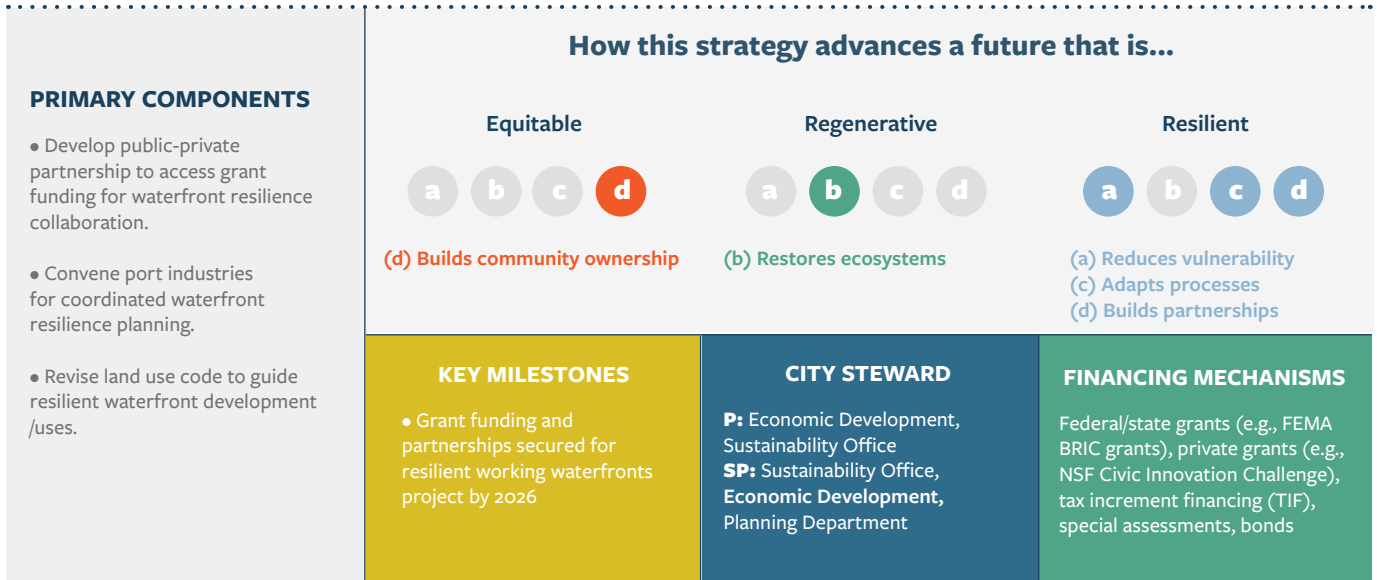 How this strategy advances a future that is...
PRIMARY COMPONENTS
• Develop public-private
partnership to access grant
funding for waterfront resilience
collaboration.
• Convene port industries
for coordinated waterfront
resilience planning.
• Revise land use code to guide
resilient waterfront development
/uses.
Equitable
a b c d
(d) Builds community ownership
Regenerative
a b c d
(b) Restores ecosystems
Resilient
a b c d
(a) Reduces vulnerability
(c) Adapts processes
(d) Builds partnerships
KEY MILESTONES
• Grant funding and
partnerships secured for
resilient working waterfronts
project by 2026
CITY STEWARD
P: Economic Development,
Sustainability Office
SP: Sustainability Office,
Economic Development,
Planning Department
FINANCING MECHANISMS
Federal/state grants (e.g., FEMA
BRIC grants), private grants (e.g.,
NSF Civic Innovation Challenge),
tax increment financing (TIF),
special assessments, bonds